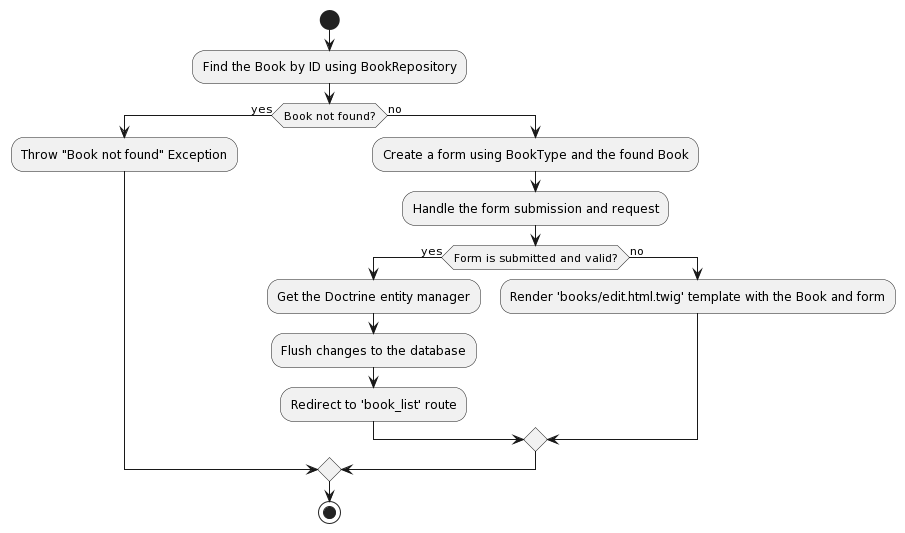 Find the Book by ID using BookRepository
yes
Book not found?
no
Throw "Book not found" Exception
Create a form using BookType and the found Book
Handle the form submission and request
yes
Form is submitted and valid?
no
Get the Doctrine entity manager
Render 'books/edit.html.twig' template with the Book and form
Flush changes to the database
Redirect to 'book_list' route